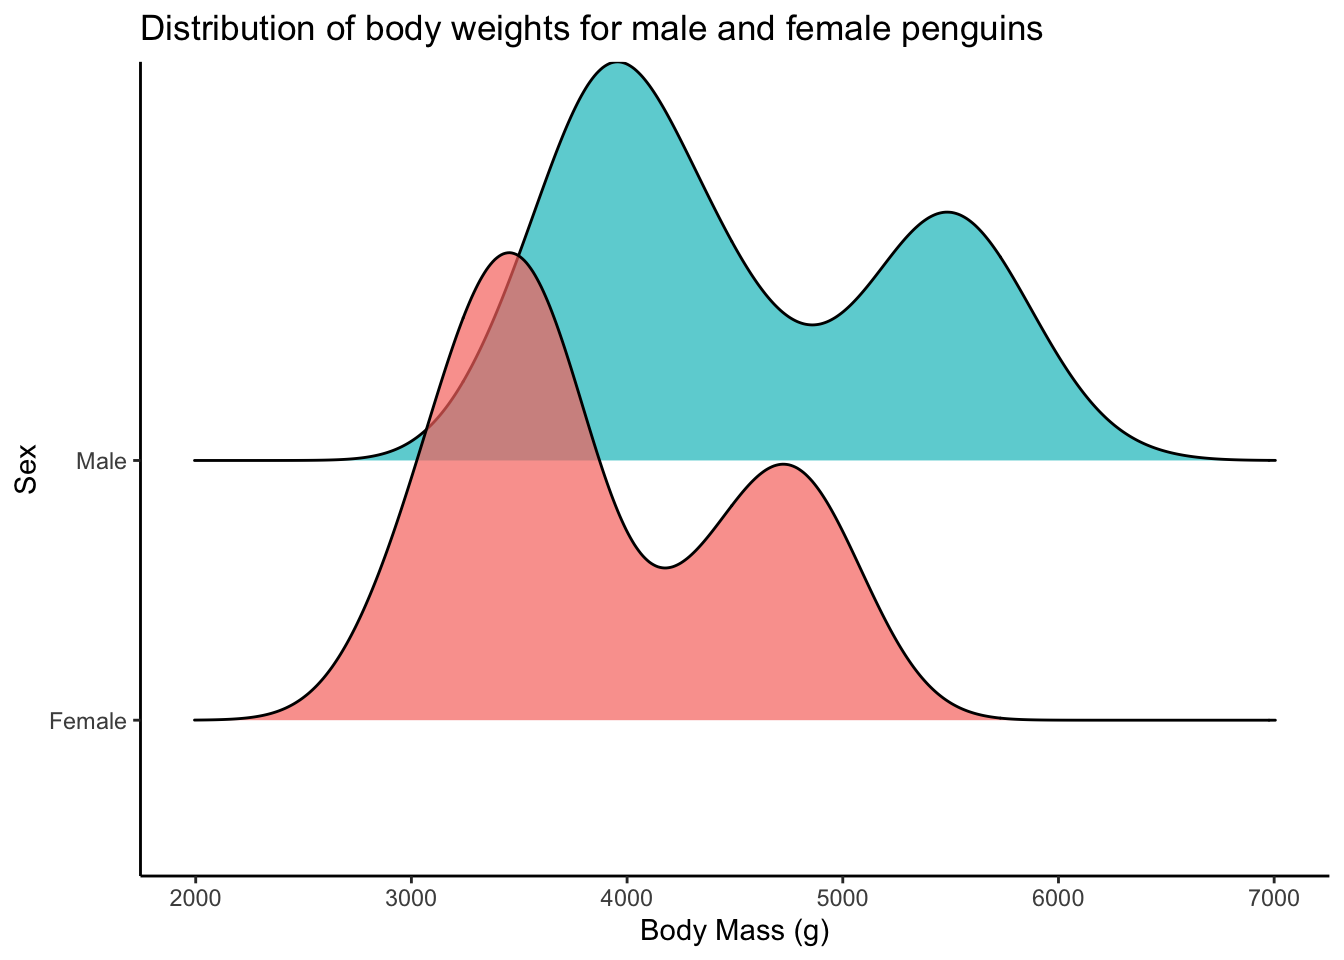 Distribution of body weights for male and female penguins
Sex
Male
Female
2000 3000 4000 5000 6000 7000
Body Mass (g)